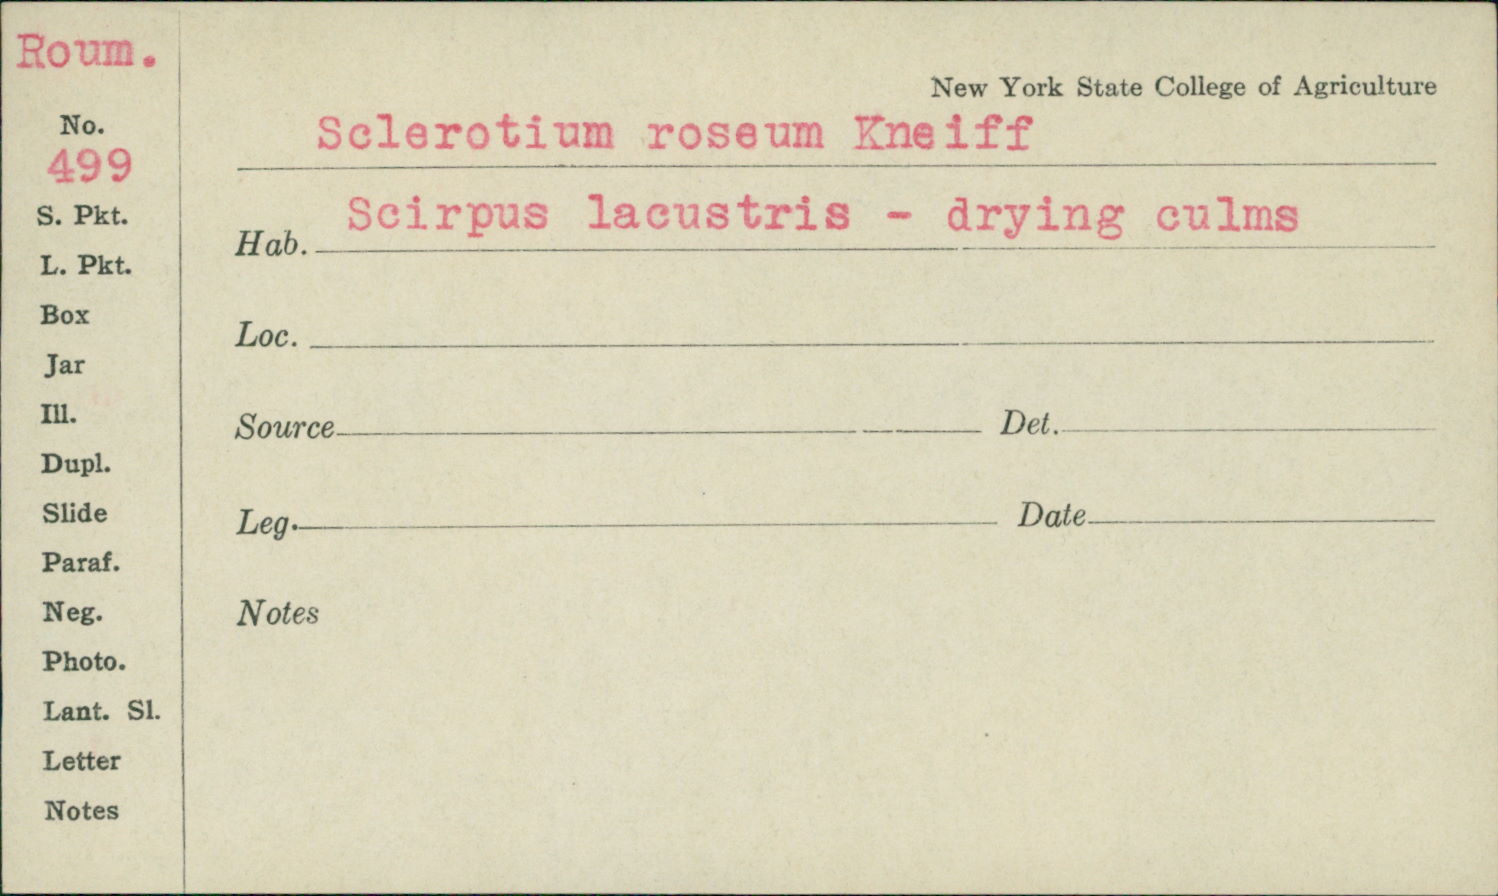 Roum.
No.
499
S. Pkt.
L. Pkt.
Box
Jar
Ill.
Dupl.
Slide
Paraf.
Neg.
Photo.
Lant. Sl.
Letter
Notes
New York State College of Agriculture
Sclerotium roseum Kneiff
Hab. Scirpus lacustris - drying culms
Loc.
Source Det.
Leg. Date
Notes